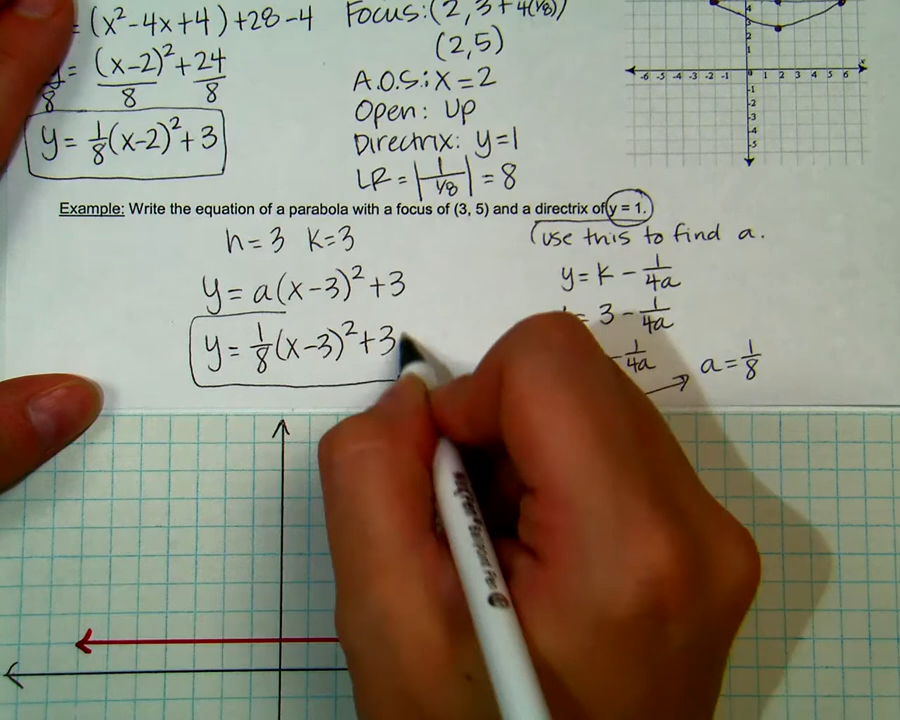 = (x²-4x+4)+28-4
y/8 = (x-2)²/8 + 24/8
y = 1/8(x-2)²+3
Focus: (2, 3+4(1/8))
(2,5)
A.O.S.: x=2
Open: Up
Directrix: y=1
LR = |1/(1/8)| = 8
4
2
1
x
-6 -5 -4 -3 -2 -1 0 1 2 3 4 5 6
-1
-2
-3
-4
-5
Example: Write the equation of a parabola with a focus of (3, 5) and a directrix of y = 1.
h=3 k=3
y = a(x-3)²+3
y = 1/8(x-3)²+3
(use this to find a.
y = k - 1/4a
= 3 - 1/4a
- 1/4a
a = 1/8